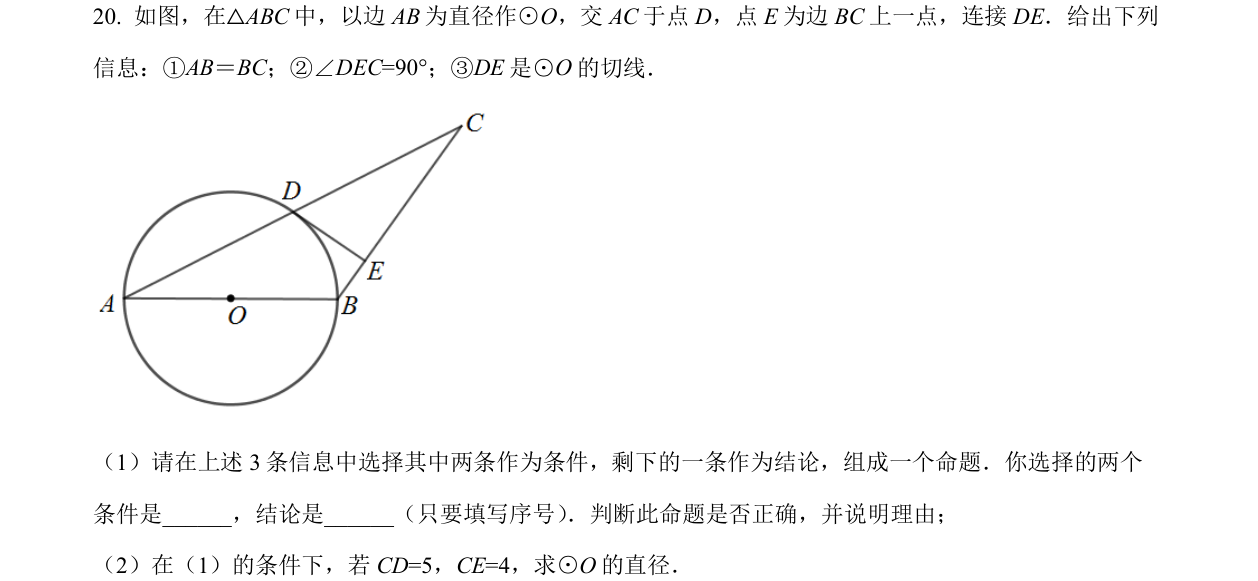 20. 如图，在△ABC中，以边AB为直径作⊙O，交AC于点D，点E为边BC上一点，连接DE．给出下列
信息：①AB＝BC；②∠DEC=90°；③DE是⊙O的切线．
C
D
E
A
O
B
（1）请在上述3条信息中选择其中两条作为条件，剩下的一条作为结论，组成一个命题．你选择的两个
条件是______，结论是______（只要填写序号）．判断此命题是否正确，并说明理由；
（2）在（1）的条件下，若CD=5，CE=4，求⊙O的直径．